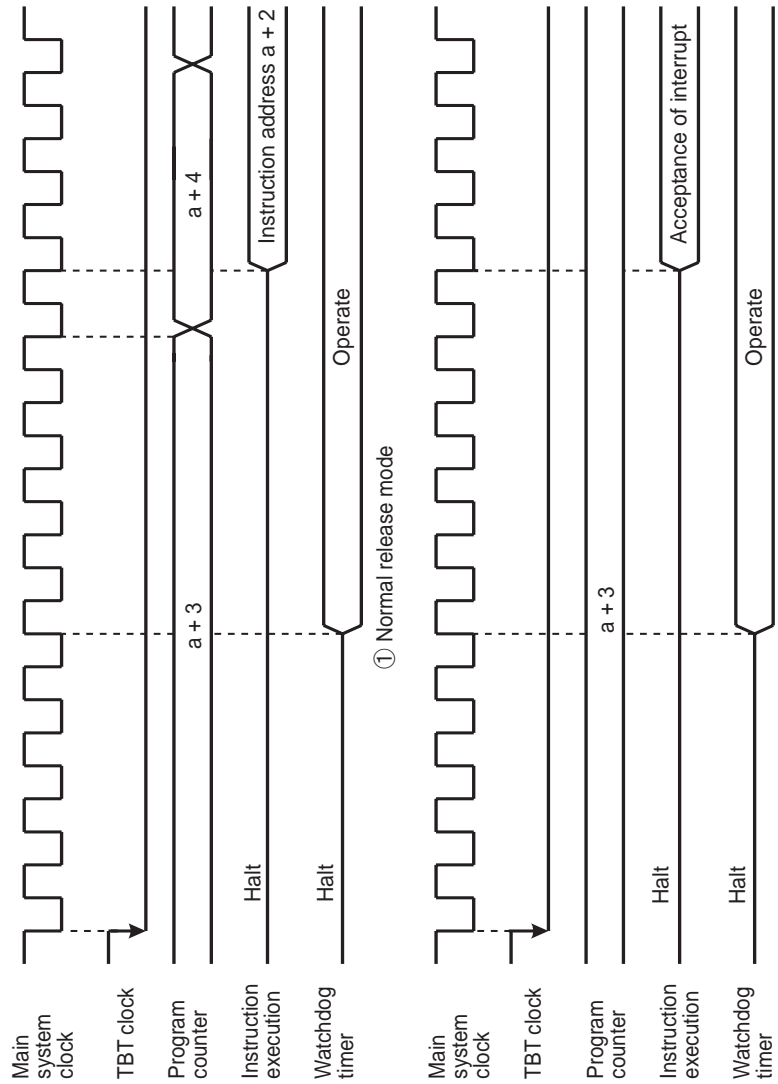 Main
system
clock
TBT clock
Program
counter
a + 3
a + 4
Instruction
execution
Halt
Instruction address a + 2
Watchdog
timer
Halt
Operate
① Normal release mode
Main
system
clock
TBT clock
Program
counter
a + 3
Instruction
execution
Halt
Acceptance of interrupt
Watchdog
timer
Halt
Operate